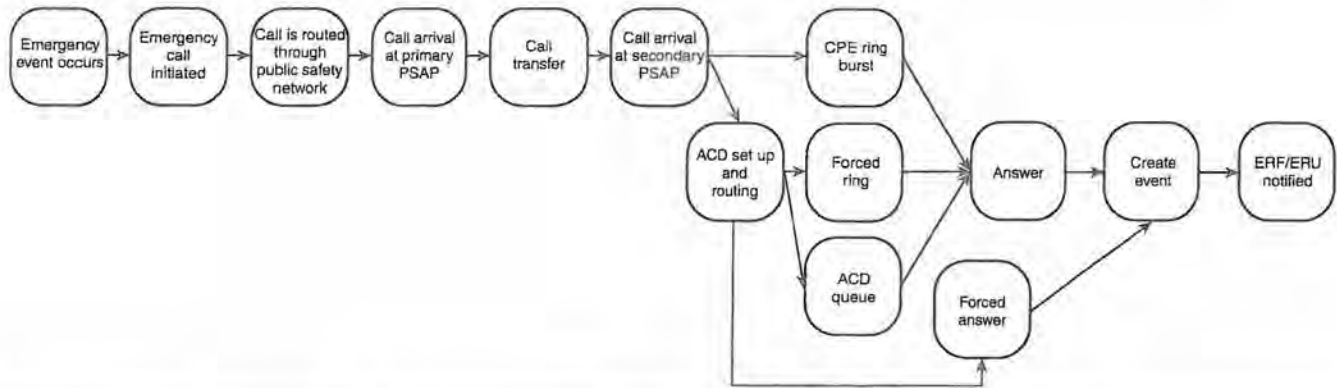 Emergency
event occurs
Emergency
call
initiated
Call is routed
through
public safety
network
Call arrival
at primary
PSAP
Call
transfer
Call arrival
at secondary
PSAP
CPE ring
burst
ACD set up
and
routing
Forced
ring
Answer
Create
event
ERF/ERU
notified
ACD
queue
Forced
answer